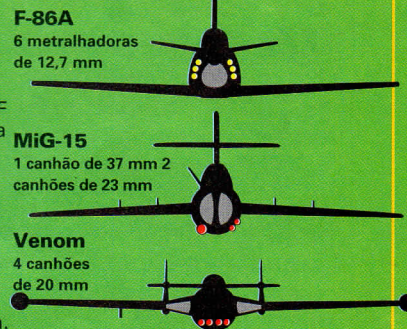 F-86A
6 metralhadoras
de 12,7 mm
MiG-15
1 canhão de 37 mm 2
canhões de 23 mm
Venom
4 canhões
de 20 mm